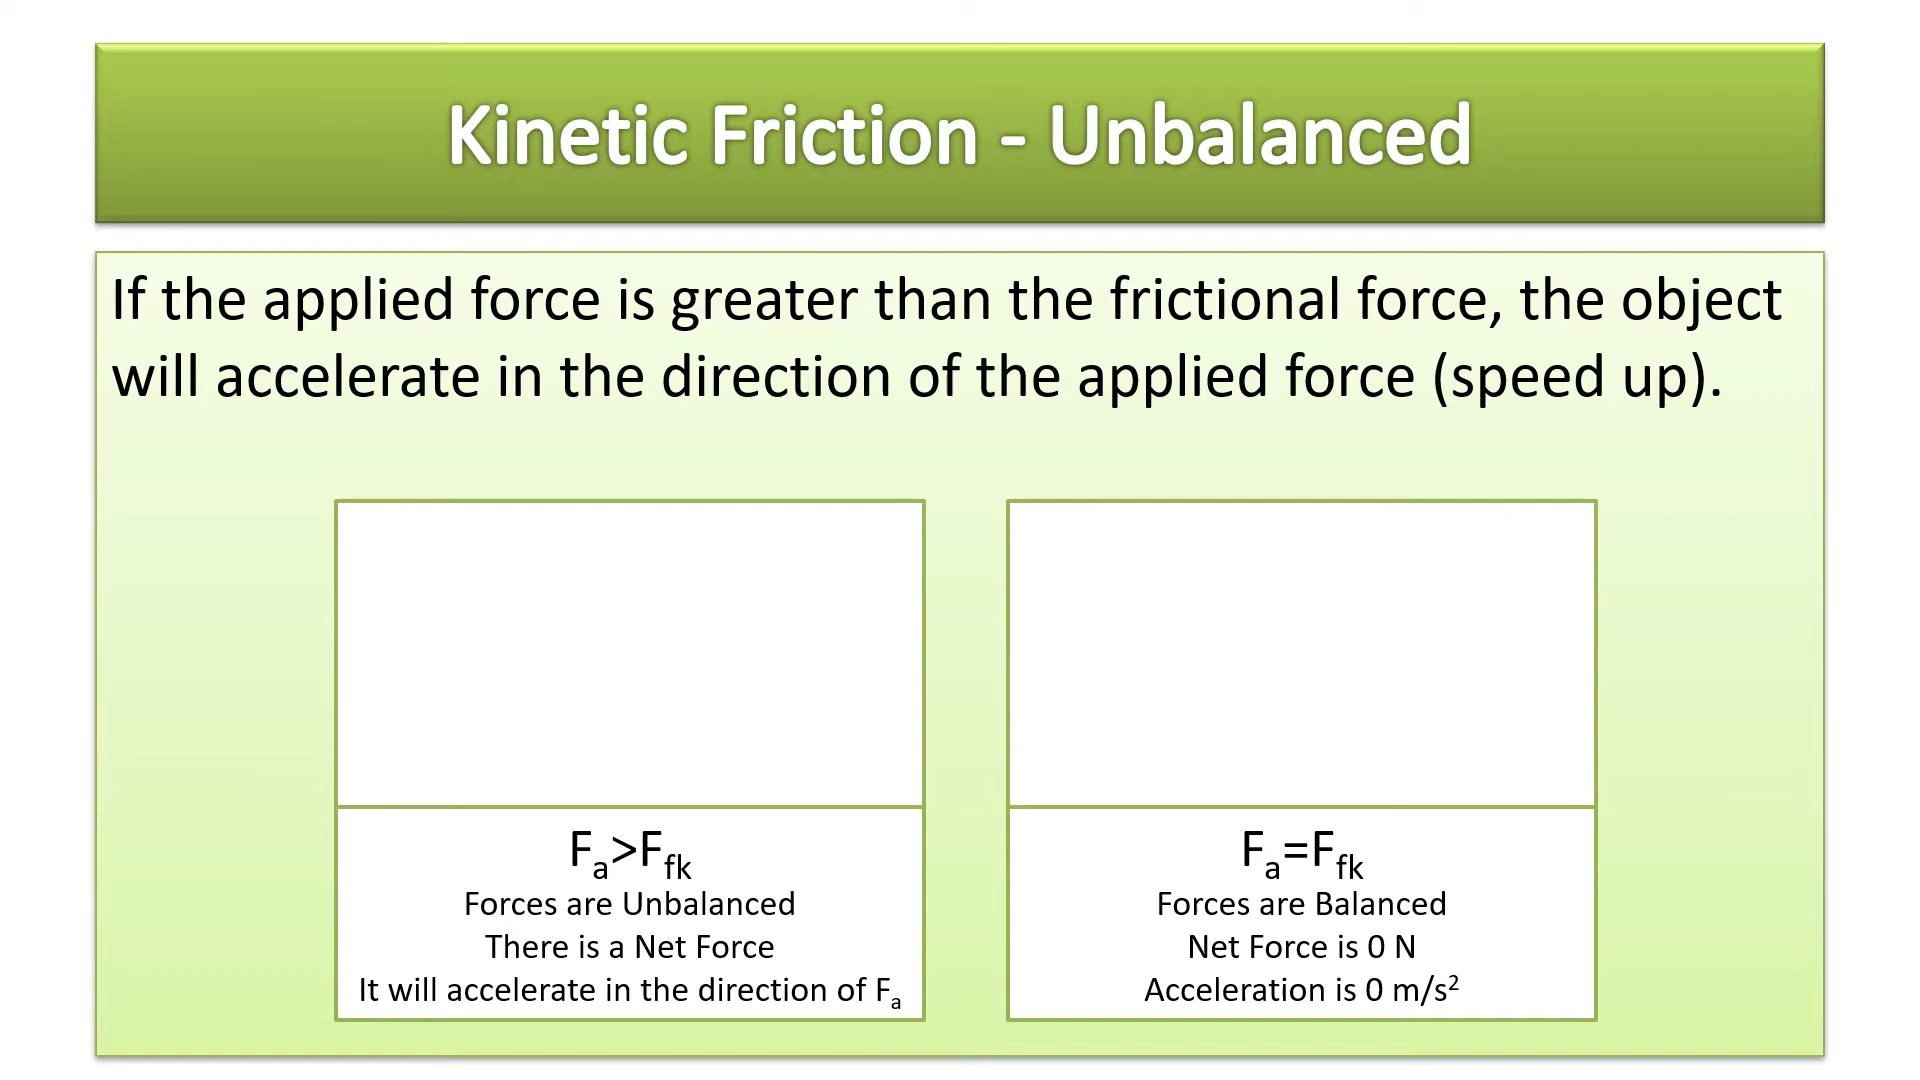 Kinetic Friction - Unbalanced
If the applied force is greater than the frictional force, the object
will accelerate in the direction of the applied force (speed up).
Fₐ>F_fk
Forces are Unbalanced
There is a Net Force
It will accelerate in the direction of Fₐ
Fₐ=F_fk
Forces are Balanced
Net Force is 0 N
Acceleration is 0 m/s²